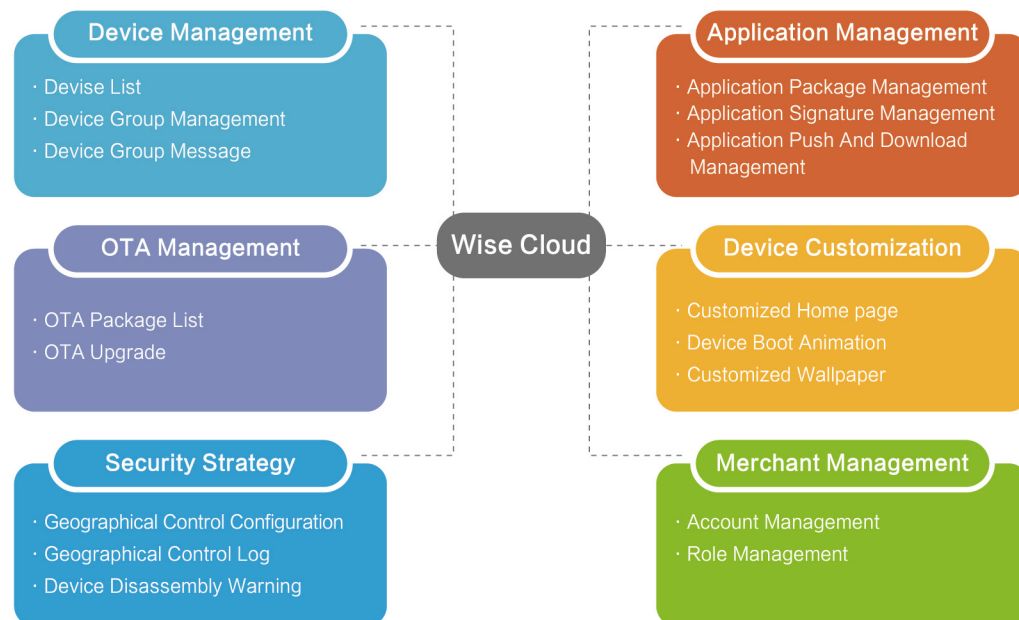 Device Management
· Devise List
· Device Group Management
· Device Group Message
Application Management
· Application Package Management
· Application Signature Management
· Application Push And Download
Management
Wise Cloud
OTA Management
· OTA Package List
· OTA Upgrade
Device Customization
· Customized Home page
· Device Boot Animation
· Customized Wallpaper
Security Strategy
· Geographical Control Configuration
· Geographical Control Log
· Device Disassembly Warning
Merchant Management
· Account Management
· Role Management